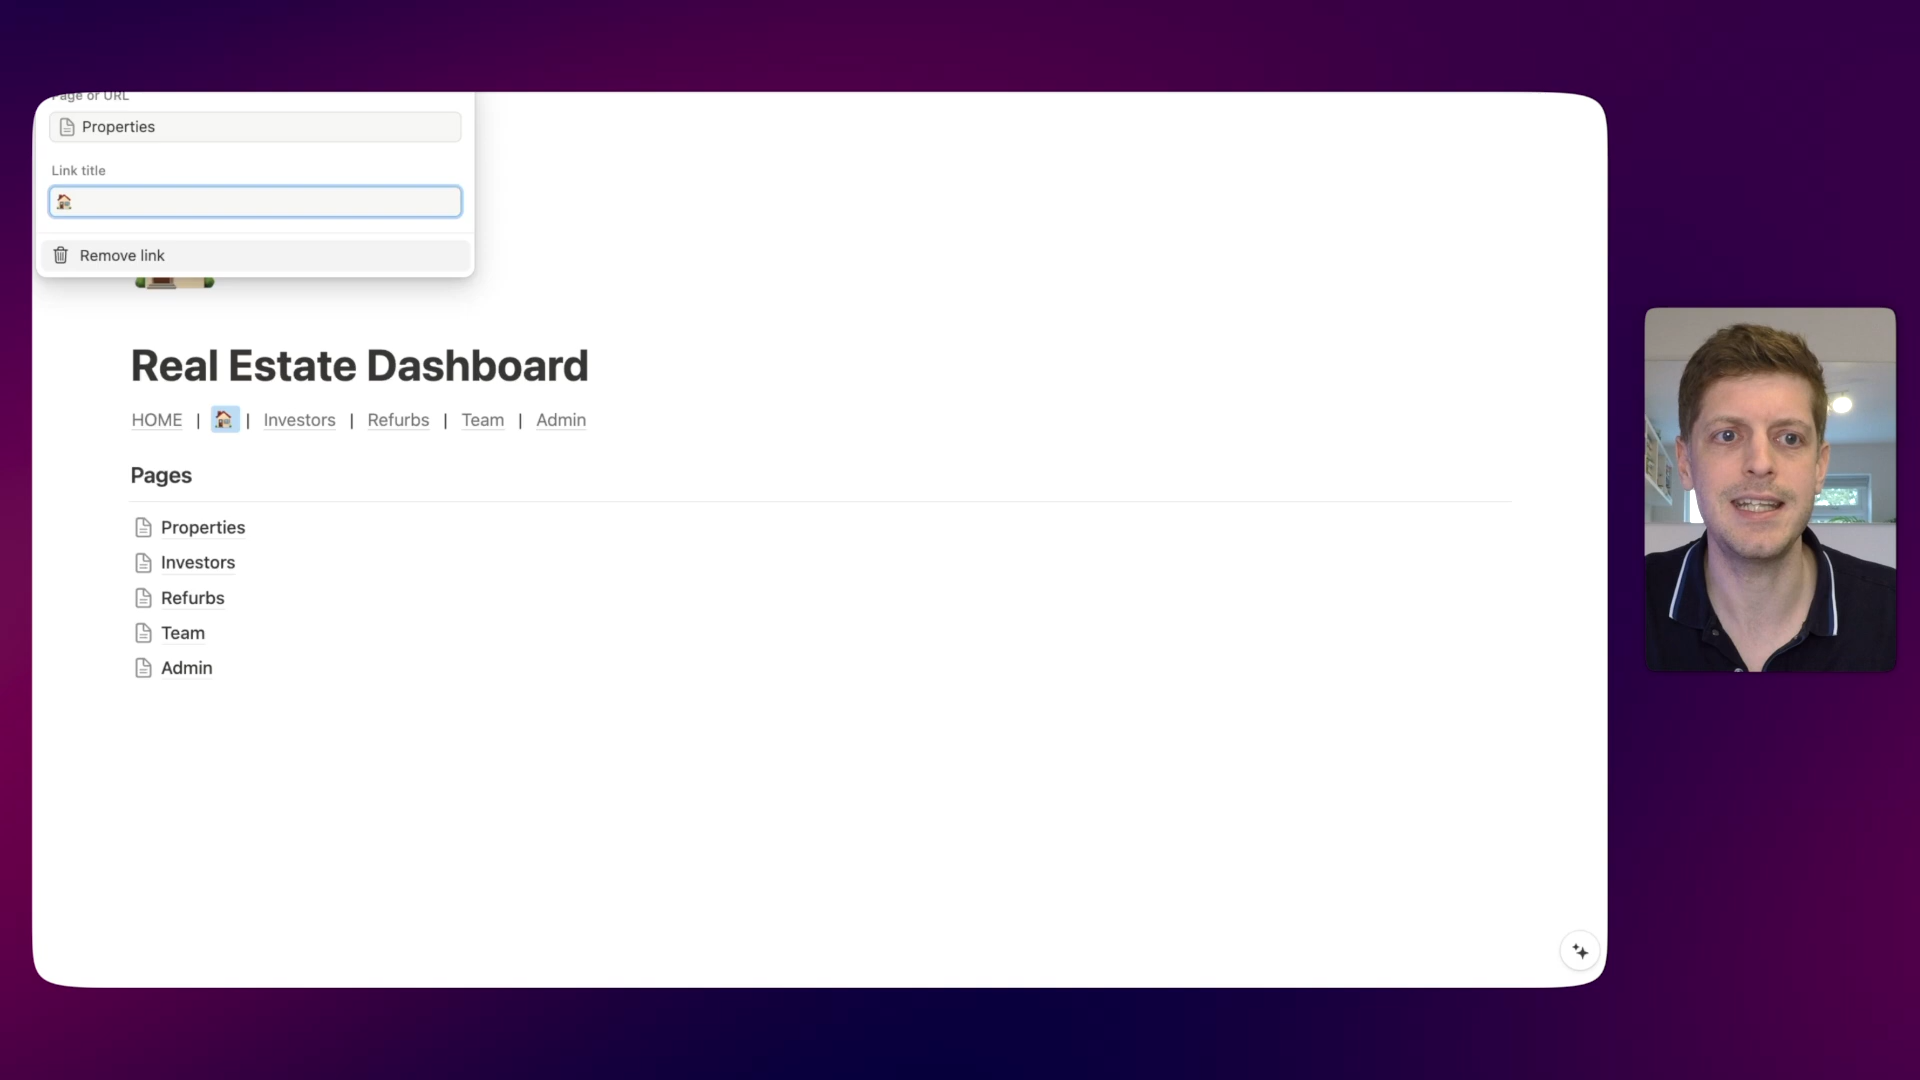 Page or URL
Properties
Link title
🏠
Remove link
Real Estate Dashboard
HOME | 🏠 | Investors | Refurbs | Team | Admin
Pages
Properties
Investors
Refurbs
Team
Admin